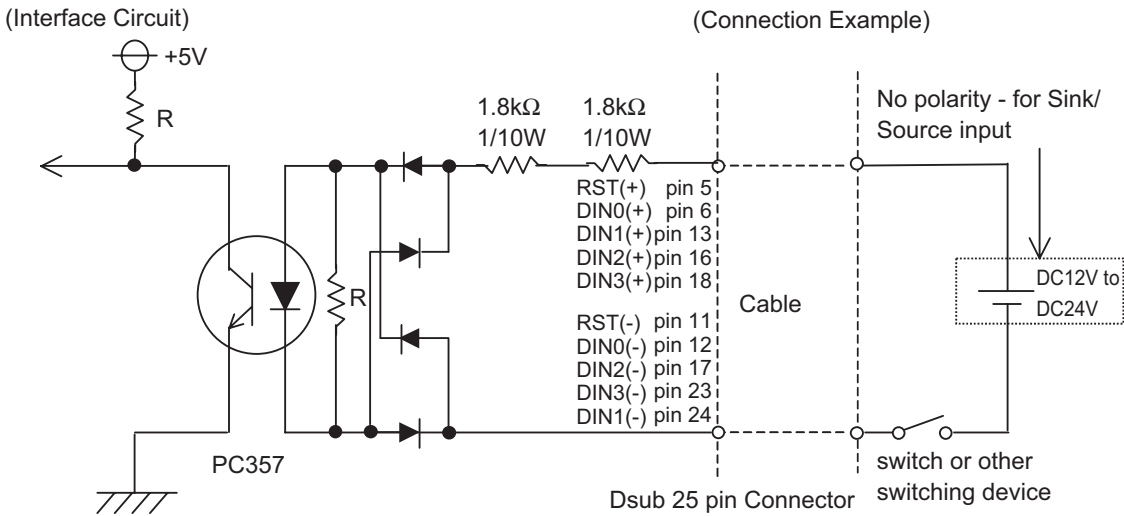 (Interface Circuit)
(Connection Example)
+5V
R
1.8kΩ
1/10W
1.8kΩ
1/10W
No polarity - for Sink/
Source input
RST(+) pin 5
DIN0(+) pin 6
DIN1(+) pin 13
DIN2(+) pin 16
DIN3(+) pin 18
R
Cable
DC12V to
DC24V
RST(-) pin 11
DIN0(-) pin 12
DIN2(-) pin 17
DIN3(-) pin 23
DIN1(-) pin 24
PC357
switch or other
switching device
Dsub 25 pin Connector